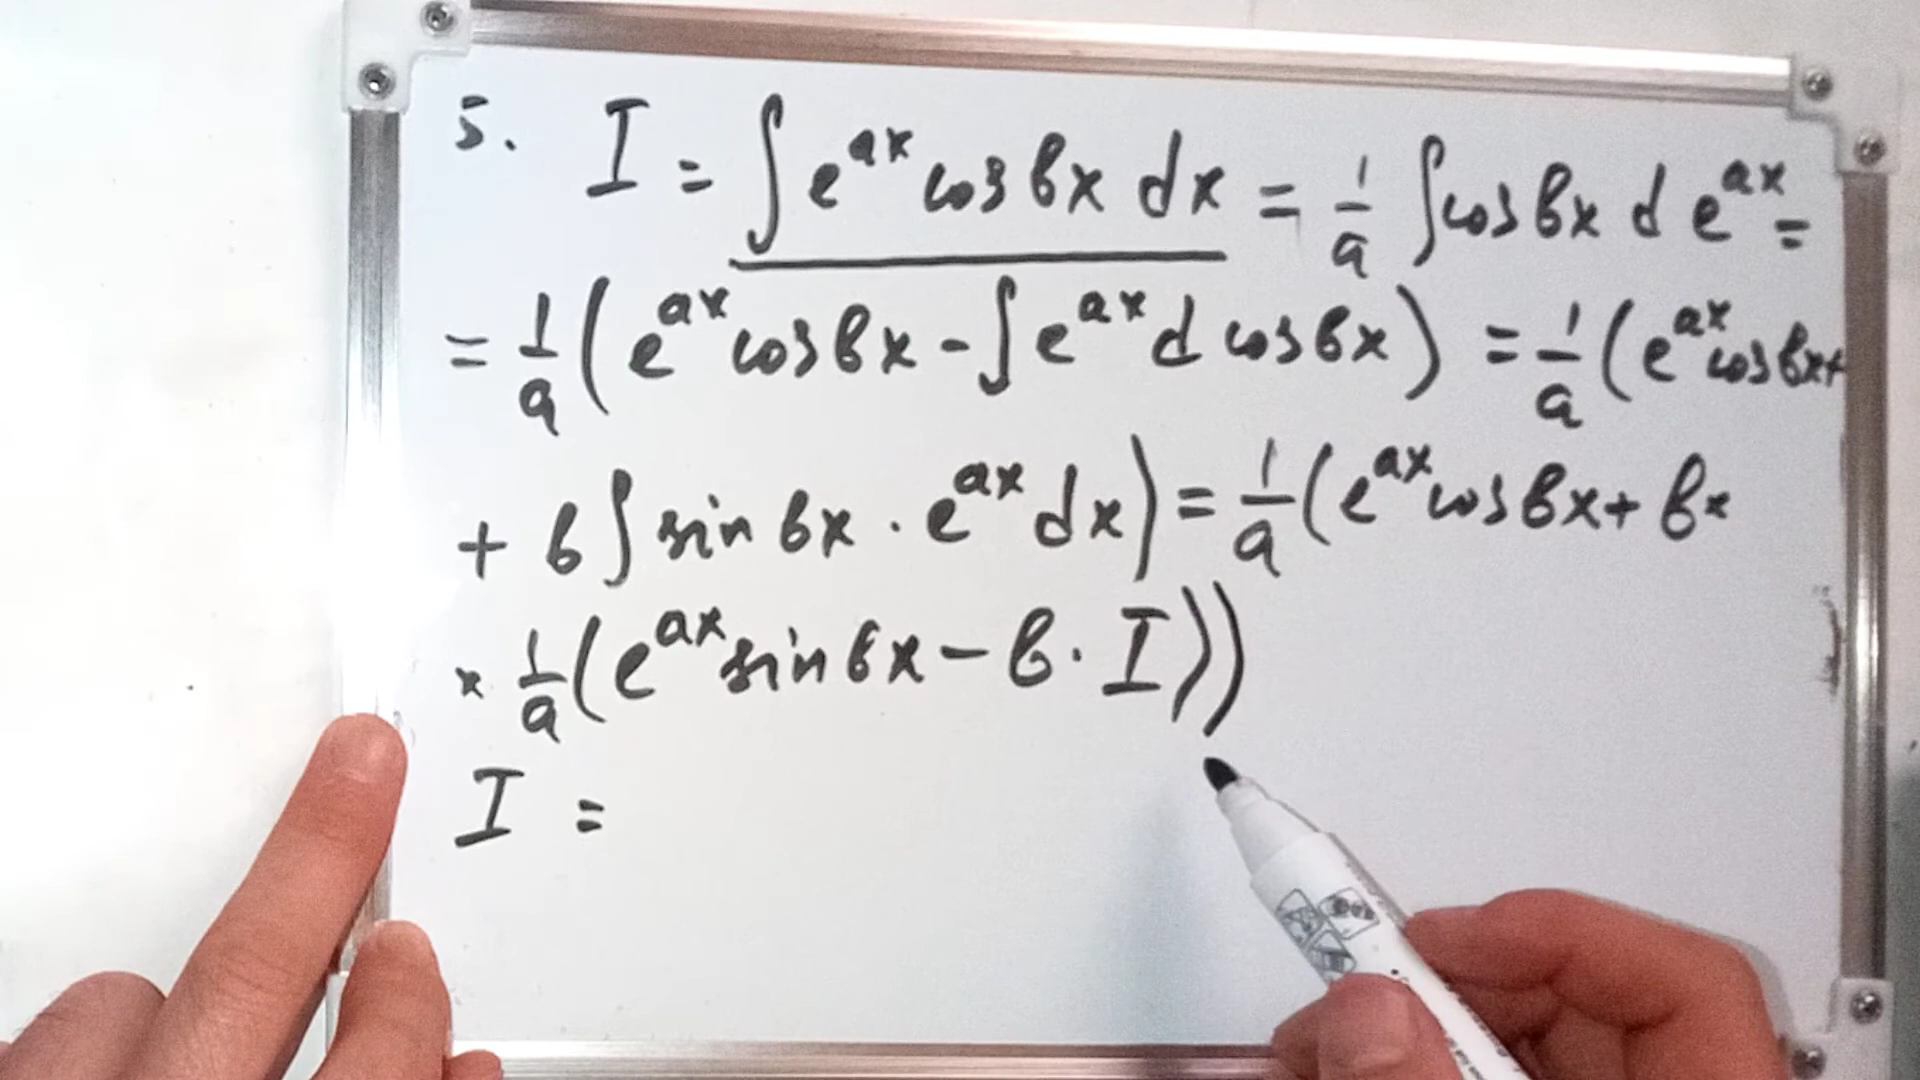 5. I = ∫ e^{ax} cos bx dx = 1/a ∫ cos bx d e^{ax} =
= 1/a ( e^{ax} cos bx - ∫ e^{ax} d cos bx ) = 1/a ( e^{ax} cos bx +
+ b ∫ sin bx · e^{ax} dx ) = 1/a ( e^{ax} cos bx + b ×
× 1/a ( e^{ax} sin bx - b · I ) )
I =